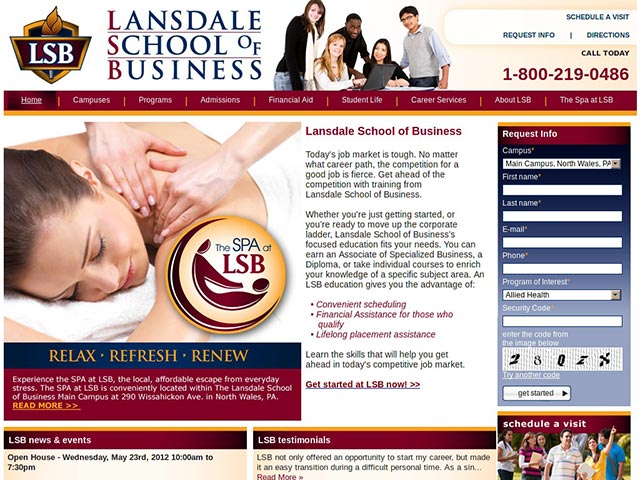 LSB
LANSDALE
SCHOOL OF
BUSINESS
SCHEDULE A VISIT
REQUEST INFO | DIRECTIONS
CALL TODAY
1-800-219-0486
Home | Campuses | Programs | Admissions | Financial Aid | Student Life | Career Services | About LSB | The Spa at LSB
The SPA at
LSB
RELAX · REFRESH · RENEW
Experience the SPA at LSB, the local, affordable escape from everyday
stress. The SPA at LSB is conveniently located within The Lansdale School
of Business Main Campus at 290 Wissahickon Ave. in North Wales, PA.
READ MORE >>
Lansdale School of Business
Today's job market is tough. No matter
what career path, the competition for a
good job is fierce. Get ahead of the
competition with training from
Lansdale School of Business.
Whether you're just getting started, or
you're ready to move up the corporate
ladder, Lansdale School of Business's
focused education fits your needs. You can
earn an Associate of Specialized Business, a
Diploma, or take individual courses to enrich
your knowledge of a specific subject area. An
LSB education gives you the advantage of:
• Convenient scheduling
• Financial Assistance for those who
qualify
• Lifelong placement assistance
Learn the skills that will help you get
ahead in today's competitive job market.
Get started at LSB now! >>
Request Info
Campus*
Main Campus, North Wales, PA
First name*
Last name*
E-mail*
Phone*
Program of Interest*
Allied Health
Security Code*
enter the code from
the image below
Try another code
get started
schedule a visit
LSB news & events
Open House - Wednesday, May 23rd, 2012 10:00am to
7:30pm
LSB testimonials
LSB not only offered an opportunity to start my career, but made
it an easy transition during a difficult personal time. As a sin...
Read More »